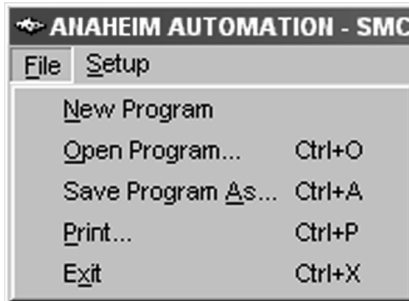 ANAHEIM AUTOMATION - SMC
File Setup
New Program
Open Program... Ctrl+O
Save Program As... Ctrl+A
Print... Ctrl+P
Exit Ctrl+X